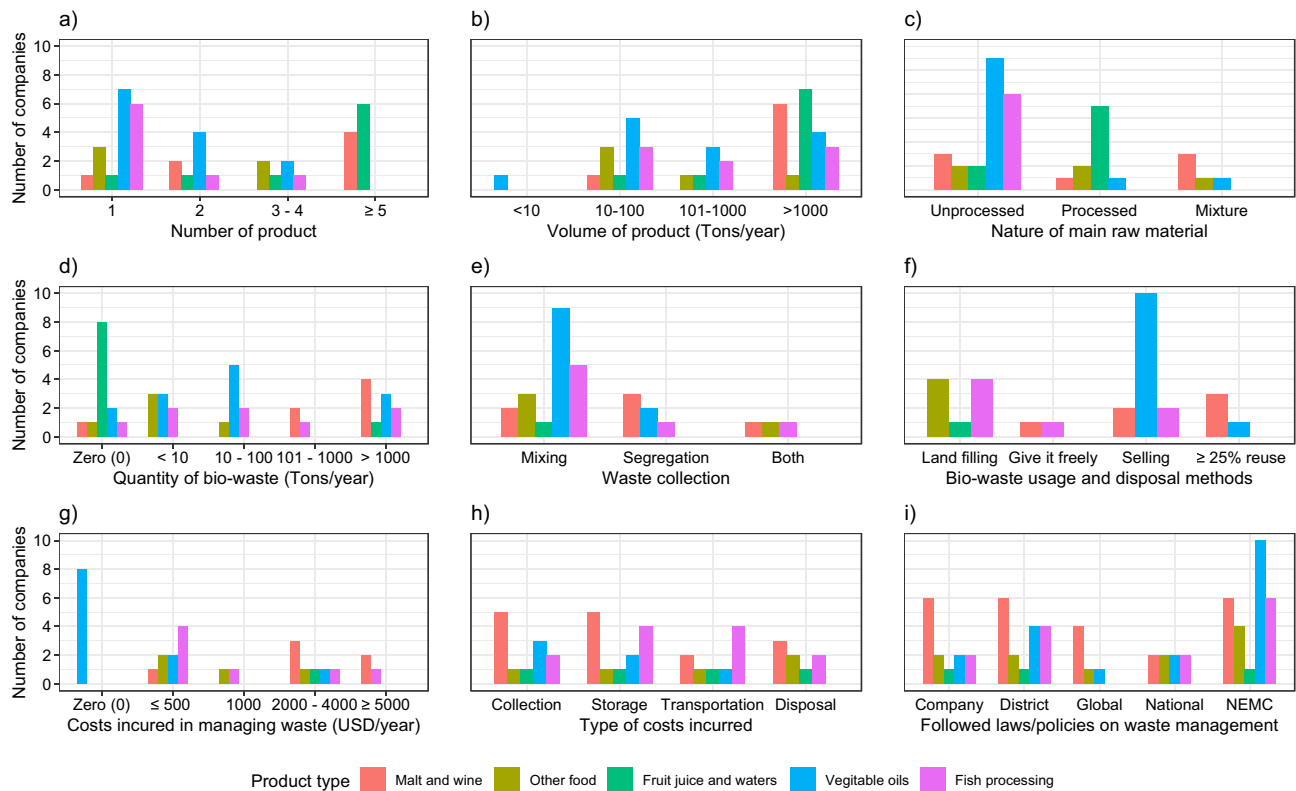 a)
b)
c)
Number of companies
10
8
6
4
2
0
1
2
3 - 4
≥ 5
Number of product
<10
10-100
101-1000
>1000
Volume of product (Tons/year)
Unprocessed
Processed
Mixture
Nature of main raw material
d)
e)
f)
Number of companies
10
8
6
4
2
0
Zero (0)
< 10
10 - 100
101 - 1000
> 1000
Quantity of bio-waste (Tons/year)
Mixing
Segregation
Both
Waste collection
Land filling
Give it freely
Selling
≥ 25% reuse
Bio-waste usage and disposal methods
g)
h)
i)
Number of companies
10
8
6
4
2
0
Zero (0)
≤ 500
1000
2000 - 4000
≥ 5000
Costs incured in managing waste (USD/year)
Collection
Storage
Transportation
Disposal
Type of costs incurred
Company
District
Global
National
NEMC
Followed laws/policies on waste management
Product type
Malt and wine
Other food
Fruit juice and waters
Vegitable oils
Fish processing